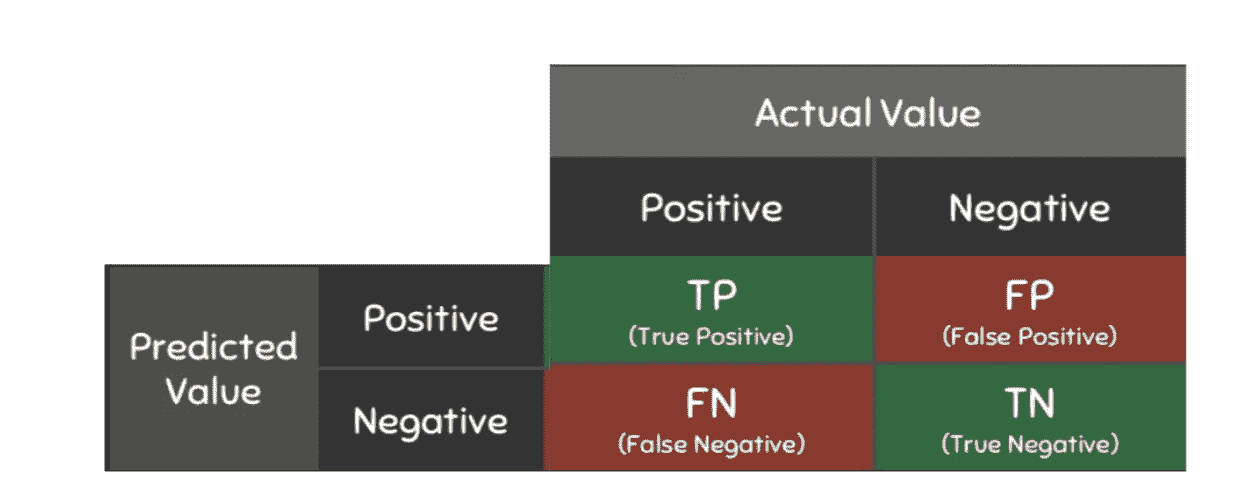 Actual Value
Positive
Negative
Predicted
Value
Positive
TP
(True Positive)
FP
(False Positive)
Negative
FN
(False Negative)
TN
(True Negative)